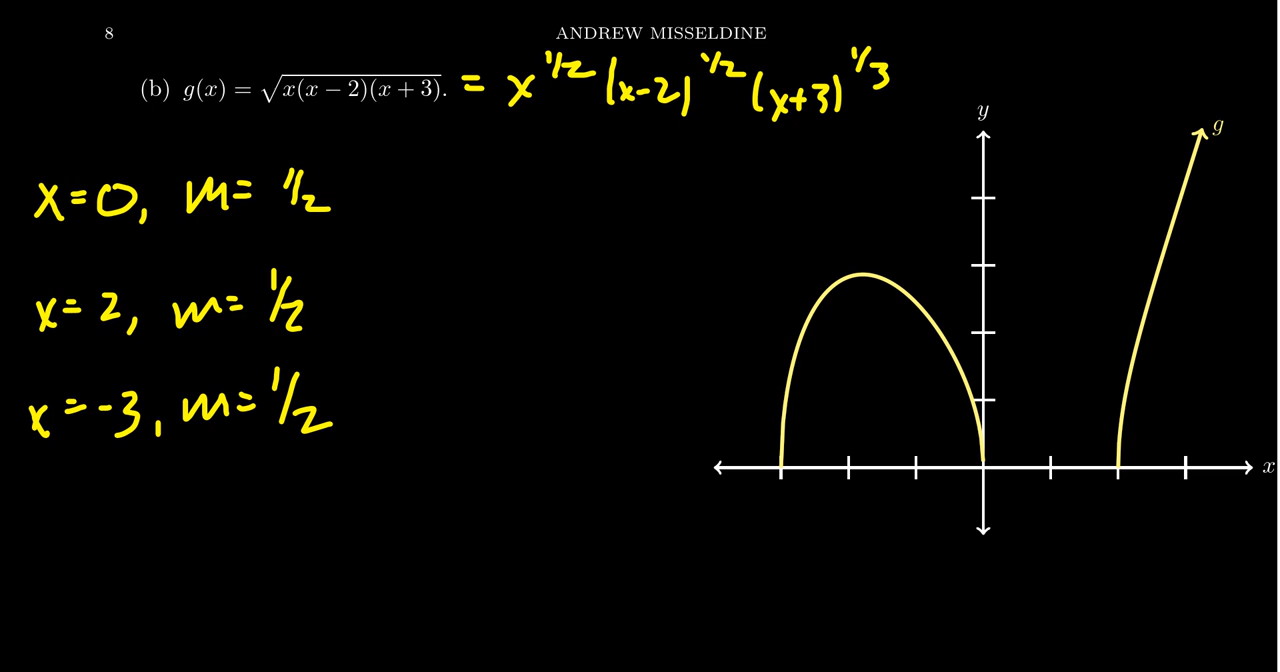 8 ANDREW MISSELDINE
(b) g(x) = √x(x − 2)(x + 3). = x^1/2 (x-2)^1/2 (x+3)^1/3
y
g
x=0, m= 1/2
x= 2, m= 1/2
x=-3, m= 1/2
x